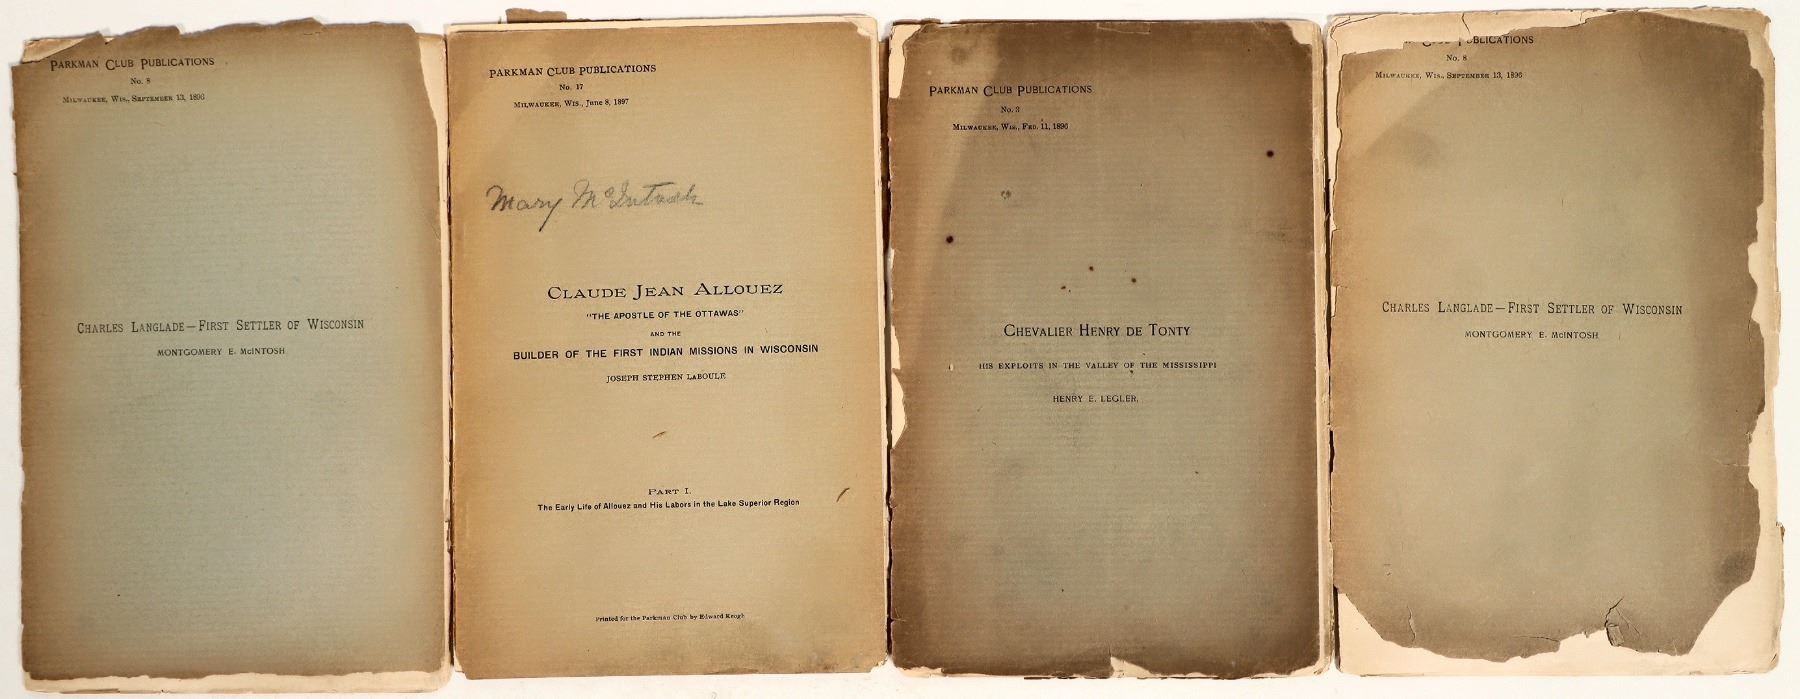 PARKMAN CLUB PUBLICATIONS
No. 8
MILWAUKEE, WIS., SEPTEMBER 13, 1896
CHARLES LANGLADE—FIRST SETTLER OF WISCONSIN
MONTGOMERY E. McINTOSH
PARKMAN CLUB PUBLICATIONS
No. 17
MILWAUKEE, WIS., June 8, 1897
Mary McIntosh
CLAUDE JEAN ALLOUEZ
"THE APOSTLE OF THE OTTAWAS"
AND THE
BUILDER OF THE FIRST INDIAN MISSIONS IN WISCONSIN
JOSEPH STEPHEN LABOULE
PART I.
The Early Life of Allouez and His Labors in the Lake Superior Region
Printed for the Parkman Club by Edward Keogh
PARKMAN CLUB PUBLICATIONS
No. 3
MILWAUKEE, WIS., FEB. 11, 1896
CHEVALIER HENRY DE TONTY
HIS EXPLOITS IN THE VALLEY OF THE MISSISSIPPI
HENRY E. LEGLER.
CLUB PUBLICATIONS
No. 8
MILWAUKEE, WIS., SEPTEMBER 13, 1896
CHARLES LANGLADE—FIRST SETTLER OF WISCONSIN
MONTGOMERY E. McINTOSH